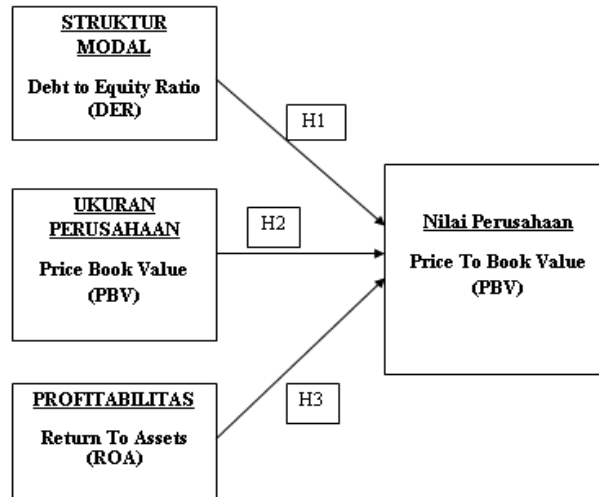 STRUKTUR
MODAL
Debt to Equity Ratio
(DER)
H1
UKURAN
PERUSAHAAN
Price Book Value
(PBV)
H2
Nilai Perusahaan
Price To Book Value
(PBV)
PROFITABILITAS
Return To Assets
(ROA)
H3